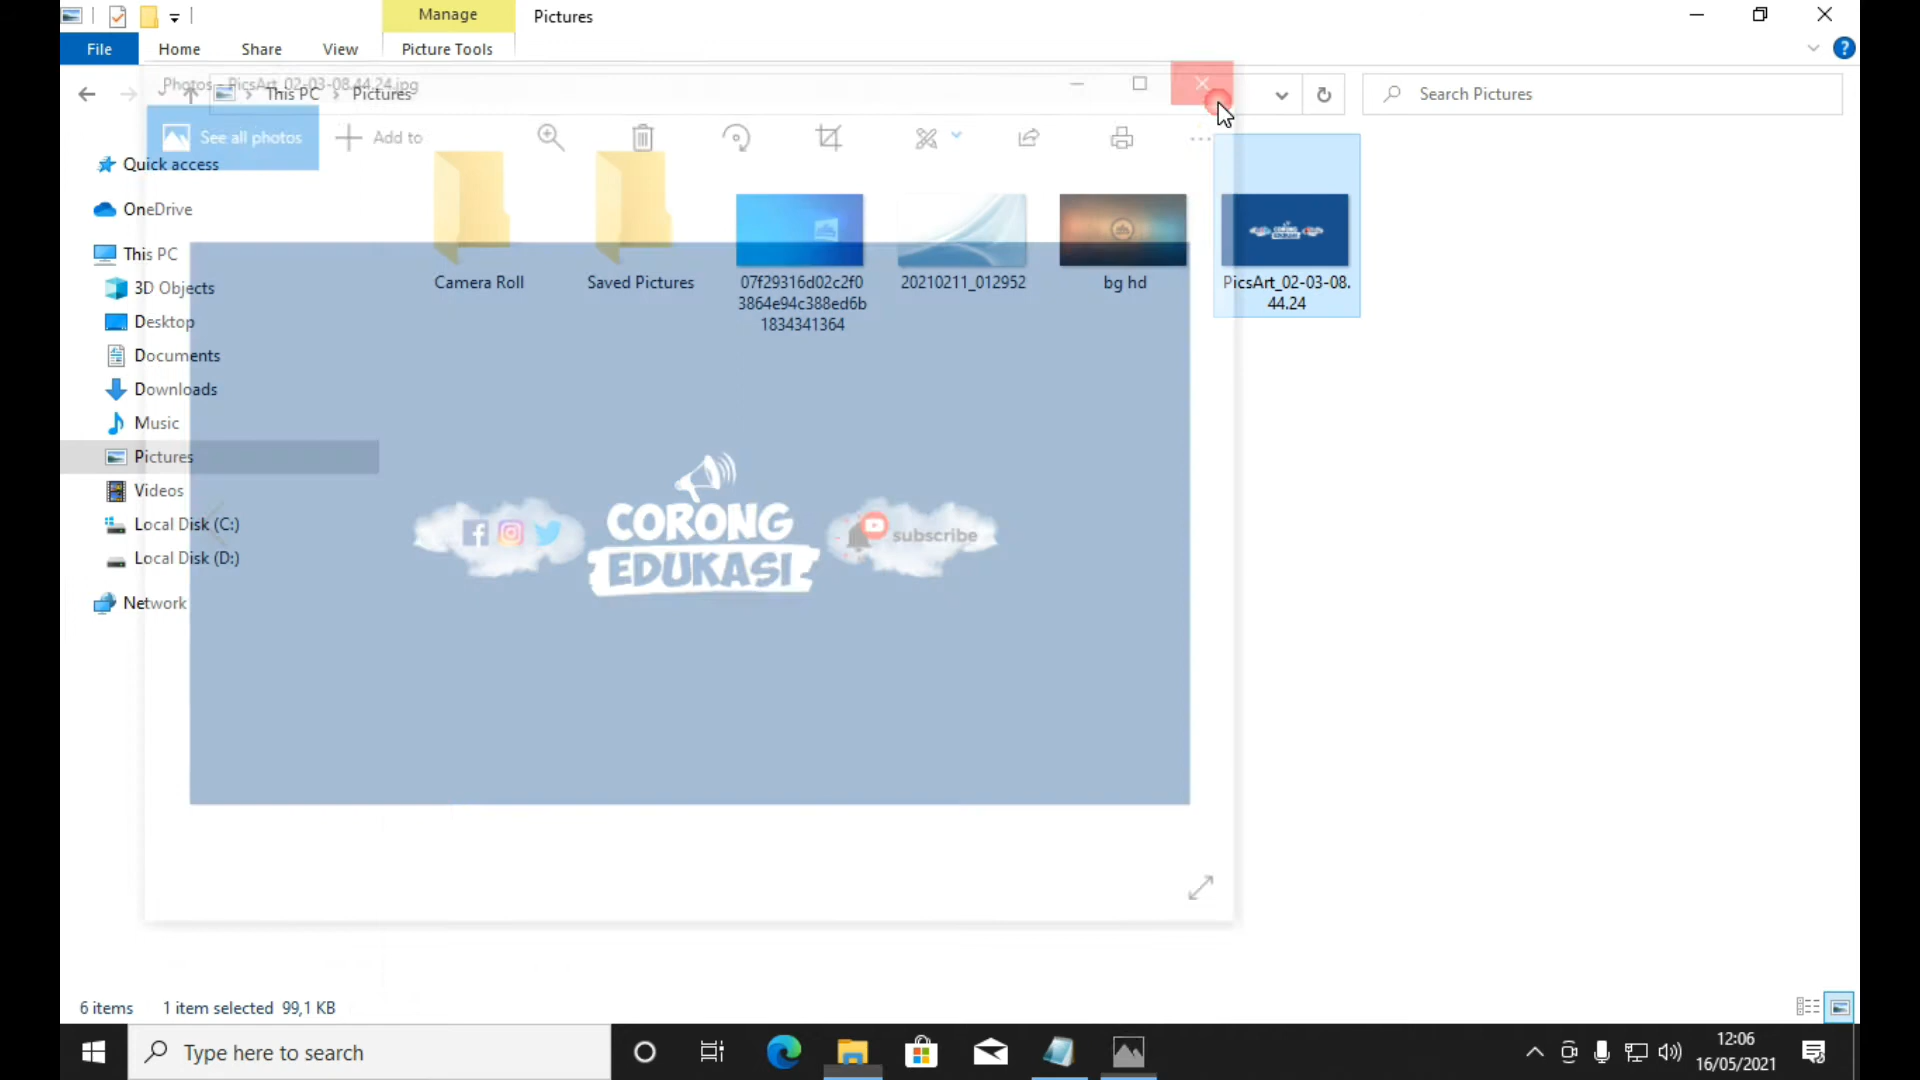 Manage
Pictures
File
Home
Share
View
Picture Tools
Photos - PicsArt_02-03-08.44.24.jpg
This PC
Pictures
Search Pictures
See all photos
Add to
Quick access
OneDrive
This PC
3D Objects
Desktop
Documents
Downloads
Music
Pictures
Videos
Local Disk (C:)
Local Disk (D:)
Network
Camera Roll
Saved Pictures
07f29316d02c2f0
3864e94c388ed6b
1834341364
20210211_012952
bg hd
PicsArt_02-03-08.
44.24
CORONG
EDUKASI
subscribe
6 items
1 item selected 99,1 KB
Type here to search
12:06
16/05/2021